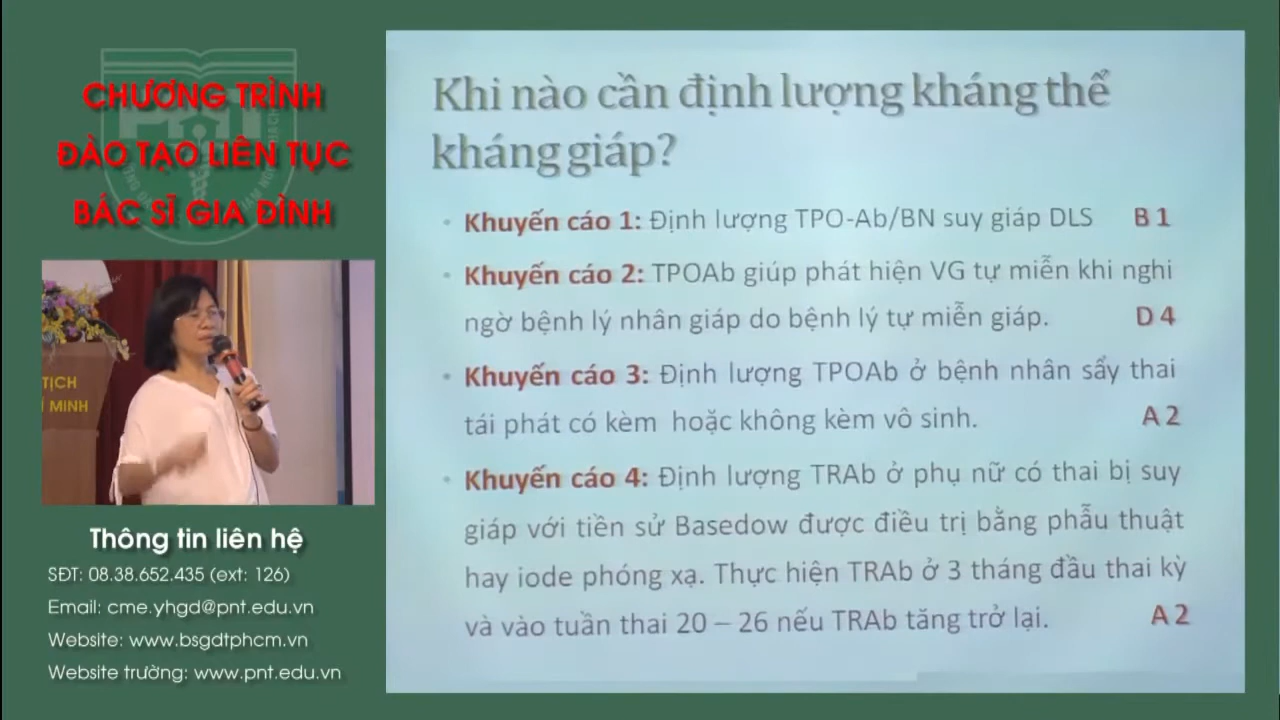 CHƯƠNG TRÌNH
ĐÀO TẠO LIÊN TỤC
BÁC SĨ GIA ĐÌNH
TỊCH
Í MINH
Thông tin liên hệ
SĐT: 08.38.652.435 (ext: 126)
Email: cme.yhgd@pnt.edu.vn
Website: www.bsgdtphcm.vn
Website trường: www.pnt.edu.vn
Khi nào cần định lượng kháng thể
kháng giáp?
• Khuyến cáo 1: Định lượng TPO-Ab/BN suy giáp DLS B 1
• Khuyến cáo 2: TPOAb giúp phát hiện VG tự miễn khi nghi
ngờ bệnh lý nhân giáp do bệnh lý tự miễn giáp. D 4
• Khuyến cáo 3: Định lượng TPOAb ở bệnh nhân sẩy thai
tái phát có kèm hoặc không kèm vô sinh. A 2
• Khuyến cáo 4: Định lượng TRAb ở phụ nữ có thai bị suy
giáp với tiền sử Basedow được điều trị bằng phẫu thuật
hay iode phóng xạ. Thực hiện TRAb ở 3 tháng đầu thai kỳ
và vào tuần thai 20 – 26 nếu TRAb tăng trở lại. A 2